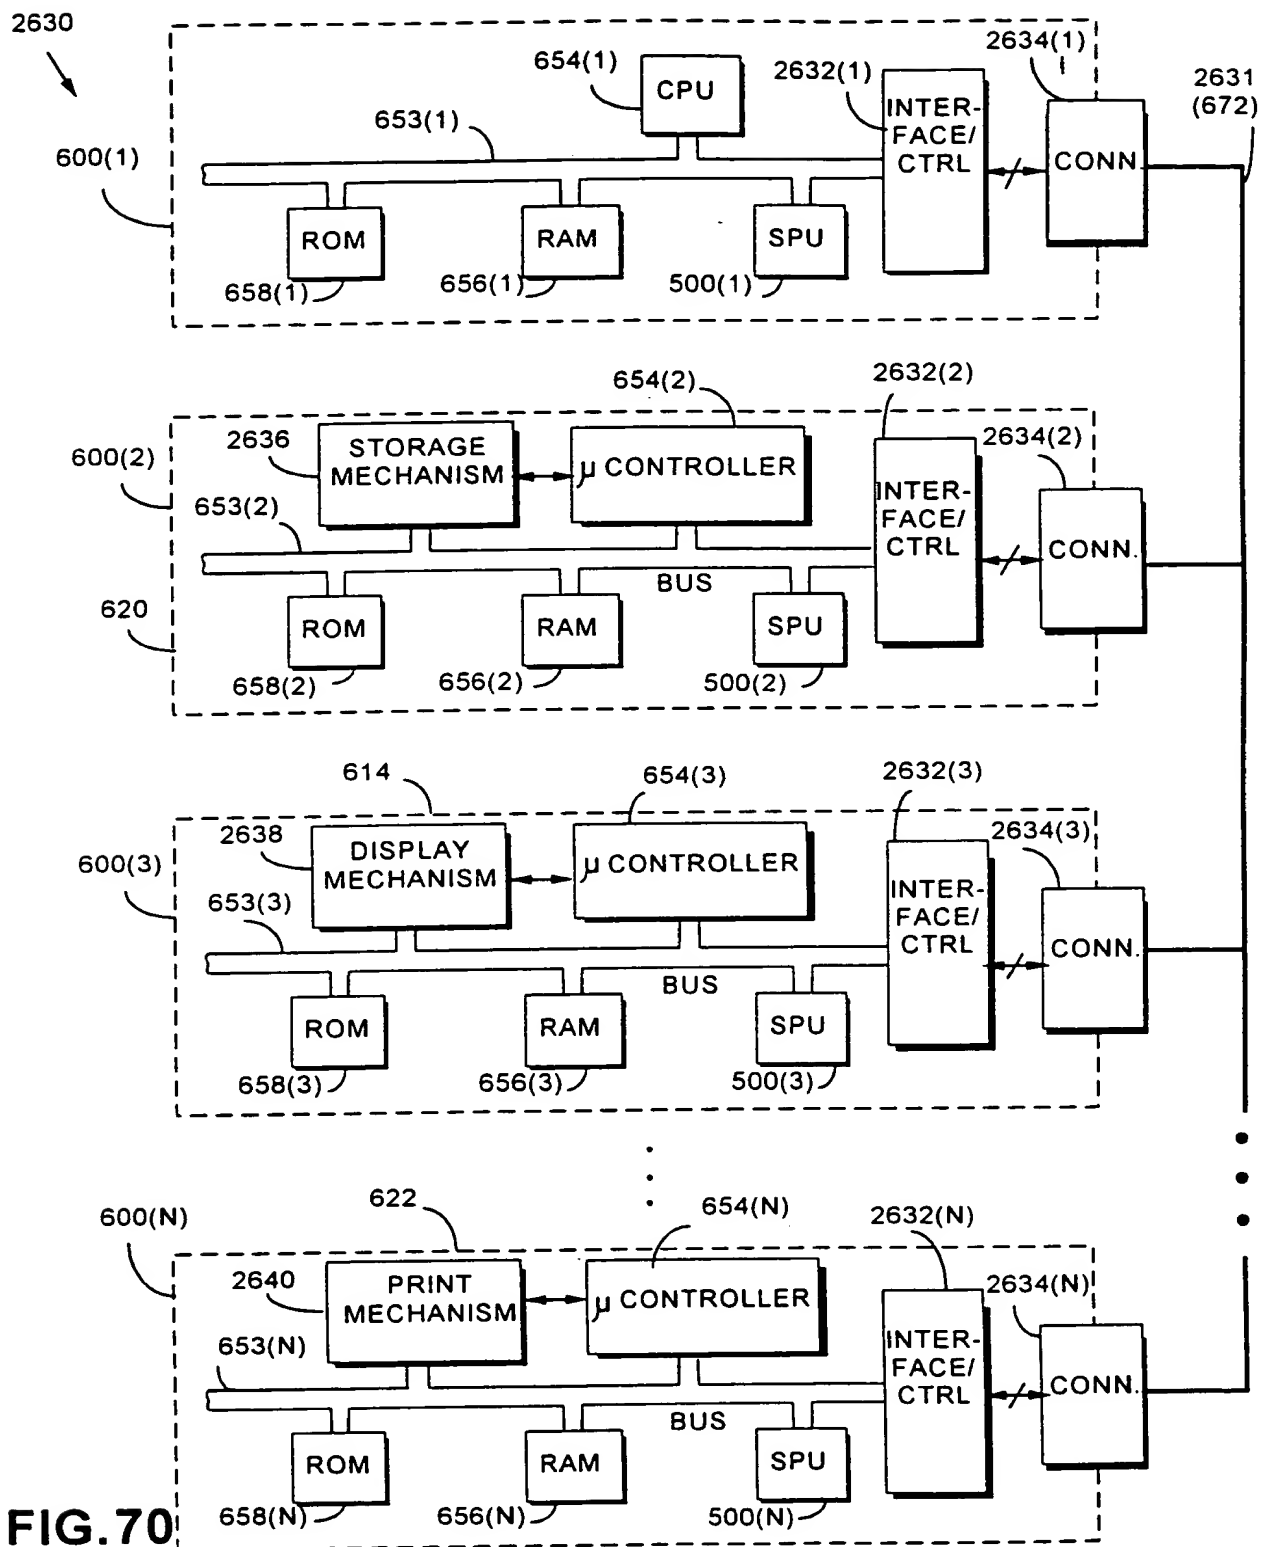 2630
2634(1)
654(1)
2632(1)
2631
(672)
CPU
INTER-
FACE/
CTRL
653(1)
600(1)
CONN.
ROM
RAM
SPU
658(1)
656(1)
500(1)
654(2)
2632(2)
2636
STORAGE
MECHANISM
μ CONTROLLER
2634(2)
600(2)
INTER-
FACE/
CTRL
653(2)
CONN.
BUS
620
ROM
RAM
SPU
658(2)
656(2)
500(2)
614
654(3)
2632(3)
2638
DISPLAY
MECHANISM
μ CONTROLLER
2634(3)
600(3)
INTER-
FACE/
CTRL
653(3)
CONN.
BUS
ROM
RAM
SPU
658(3)
656(3)
500(3)
622
654(N)
600(N)
2632(N)
2640
PRINT
MECHANISM
μ CONTROLLER
2634(N)
INTER-
FACE/
CTRL
653(N)
CONN.
BUS
ROM
RAM
SPU
658(N)
656(N)
500(N)
FIG.70